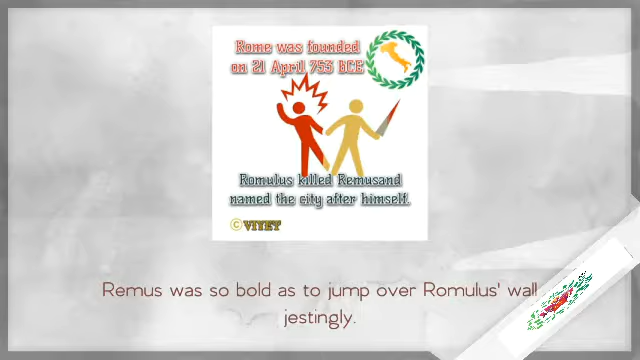 Rome was founded
on 21 April 753 BCE
Romulus killed Remusand
named the city after himself.
© VIYEY
Remus was so bold as to jump over Romulus' wall
jestingly.